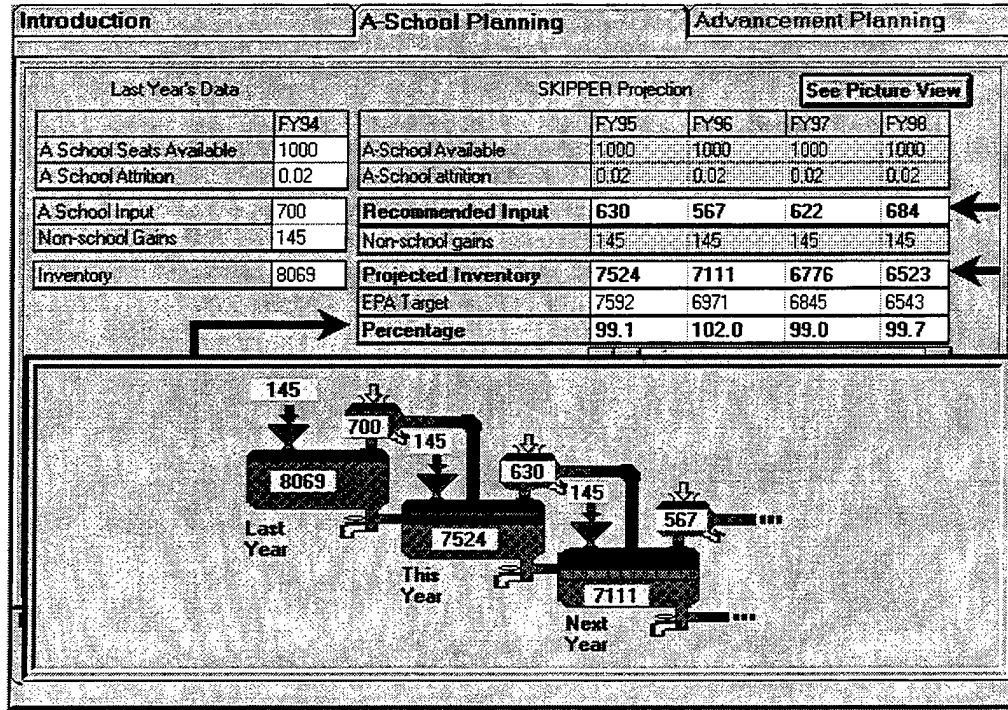 Introduction A-School Planning Advancement Planning
Last Year's Data SKIPPER Projection See Picture View
FY94 FY95 FY96 FY97 FY98
A School Seats Available 1000 A-School Available 1000 1000 1000 1000
A School Attrition 0.02 A-School attrition 0.02 0.02 0.02 0.02
A School Input 700 Recommended Input 630 567 622 684
Non-school Gains 145 Non-school gains 145 145 145 145
Inventory 8069 Projected Inventory 7524 7111 6776 6523
EPA Target 7592 6971 6845 6543
Percentage 99.1 102.0 99.0 99.7
145
700
145
8069
630
145
Last
Year
7524
567
This
Year
7111
Next
Year